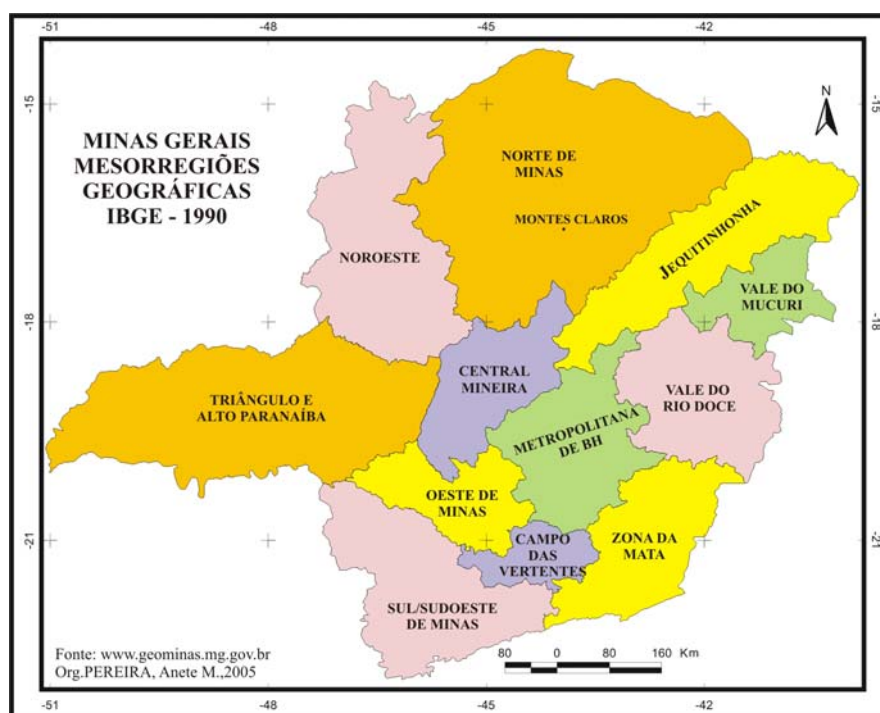 -51
-48
-45
-42
-15
-15
N
MINAS GERAIS
MESORREGIÕES
GEOGRÁFICAS
IBGE - 1990
NORTE DE
MINAS
MONTES CLAROS
JEQUITINHONHA
NOROESTE
VALE DO
MUCURI
-18
-18
CENTRAL
MINEIRA
TRIÂNGULO E
ALTO PARANAÍBA
VALE DO
RIO DOCE
METROPOLITANA
DE BH
OESTE DE
MINAS
-21
-21
CAMPO
DAS
VERTENTES
ZONA DA
MATA
SUL/SUDOESTE
DE MINAS
Fonte: www.geominas.mg.gov.br
Org.PEREIRA, Anete M.,2005
80 0 80 160 Km
-51
-48
-45
-42